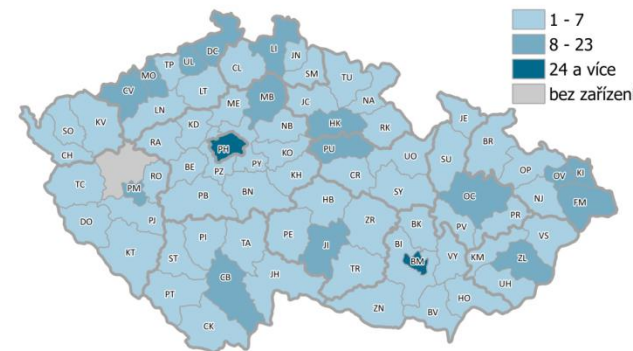 1 - 7
8 - 23
24 a více
bez zařízení
DC
LI
UL
TP
MO
CL
JN
SM
TU
CV
LN
LT
MB
JC
NA
ME
JE
SO
KV
RA
KD
NB
HK
RK
BR
CH
PH
PU
KO
BE
PZ
PY
SU
OP
OV
KI
TC
RO
PM
KH
CR
UO
OC
NJ
FM
PB
BN
SY
HB
PR
DO
PJ
PV
VS
KT
PI
TA
PE
ZR
BK
ST
JI
BI
BM
VY
KM
ZL
CB
JH
TR
UH
PT
ZN
BV
HO
CK